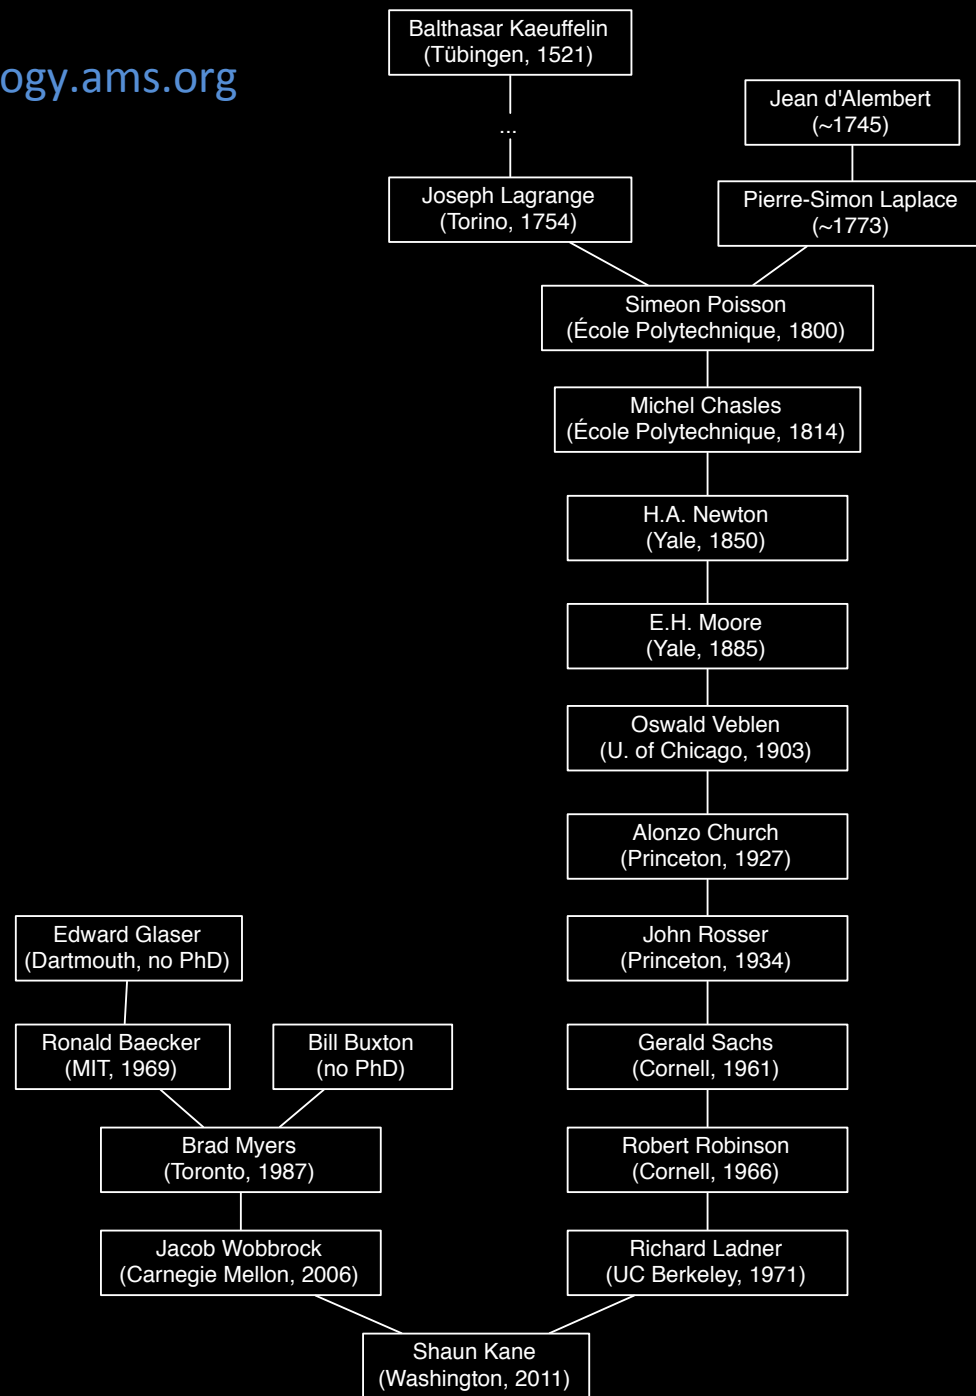 Balthasar Kaeuffelin
(Tübingen, 1521)
ogy.ams.org
Jean d'Alembert
(~1745)
...
Joseph Lagrange
(Torino, 1754)
Pierre-Simon Laplace
(~1773)
Simeon Poisson
(École Polytechnique, 1800)
Michel Chasles
(École Polytechnique, 1814)
H.A. Newton
(Yale, 1850)
E.H. Moore
(Yale, 1885)
Oswald Veblen
(U. of Chicago, 1903)
Alonzo Church
(Princeton, 1927)
Edward Glaser
(Dartmouth, no PhD)
John Rosser
(Princeton, 1934)
Ronald Baecker
(MIT, 1969)
Bill Buxton
(no PhD)
Gerald Sachs
(Cornell, 1961)
Brad Myers
(Toronto, 1987)
Robert Robinson
(Cornell, 1966)
Jacob Wobbrock
(Carnegie Mellon, 2006)
Richard Ladner
(UC Berkeley, 1971)
Shaun Kane
(Washington, 2011)